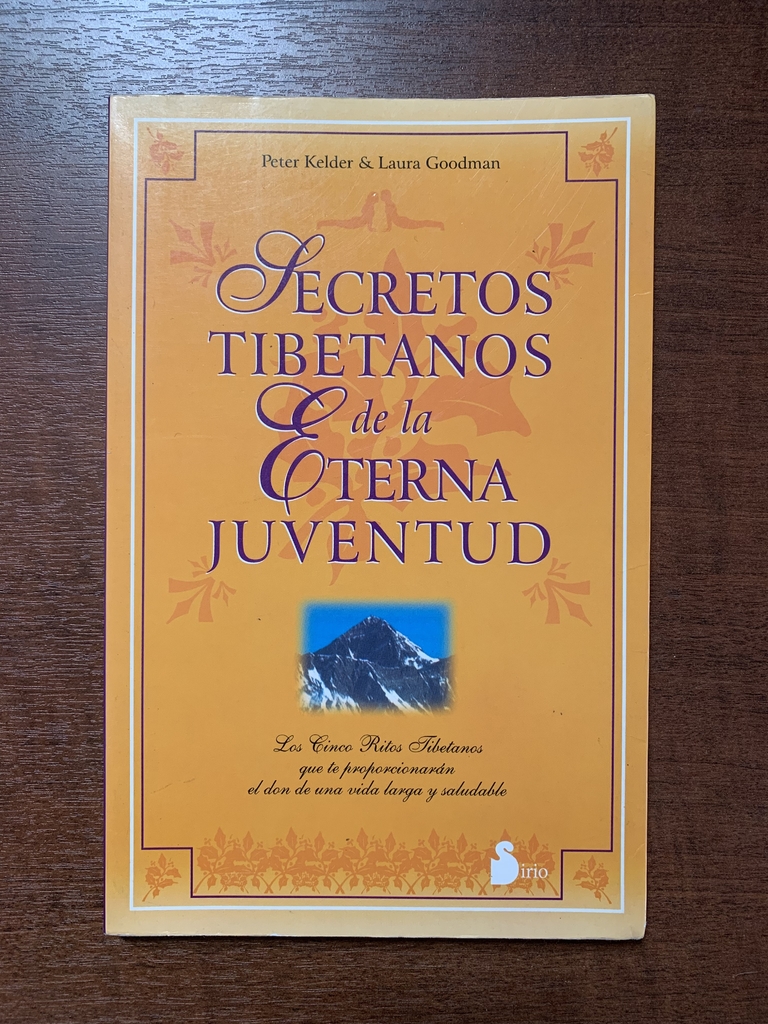 Peter Kelder & Laura Goodman
SECRETOS
TIBETANOS
de la
ETERNA
JUVENTUD
Los Cinco Ritos Tibetanos
que te proporcionarán
el don de una vida larga y saludable
Sirio